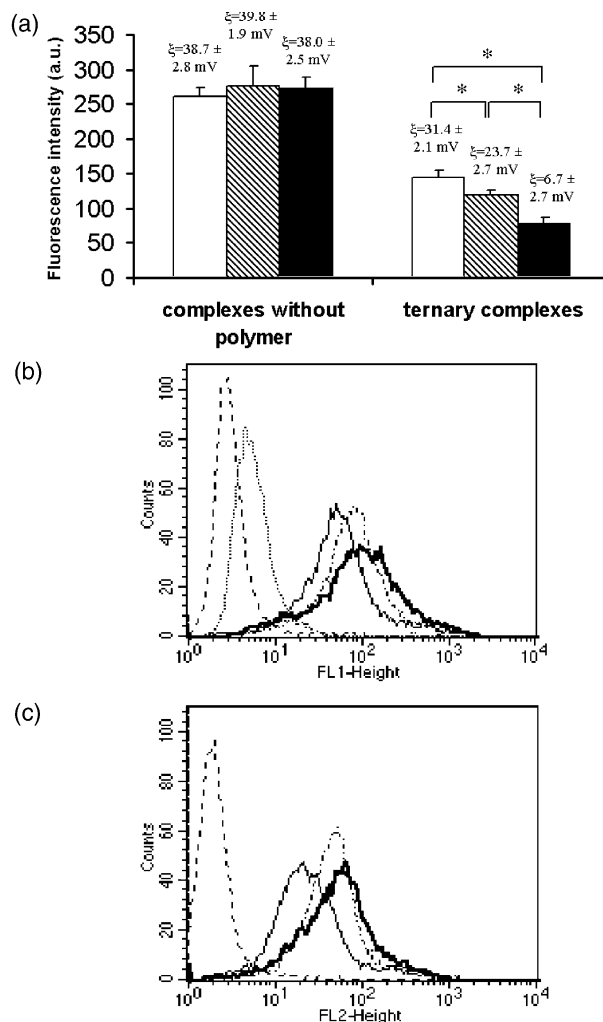 (a)
Fluorescence intensity (a.u.)
350
300
250
200
150
100
50
0
ξ=38.7 ±
2.8 mV
ξ=39.8 ±
1.9 mV
ξ=38.0 ±
2.5 mV
*
* *
ξ=31.4 ±
2.1 mV
ξ=23.7 ±
2.7 mV
ξ=6.7 ±
2.7 mV
complexes without
polymer
ternary complexes
(b)
Counts
100
80
60
40
20
0
10⁰ 10¹ 10² 10³ 10⁴
FL1-Height
(c)
Counts
100
80
60
40
20
0
10⁰ 10¹ 10² 10³ 10⁴
FL2-Height